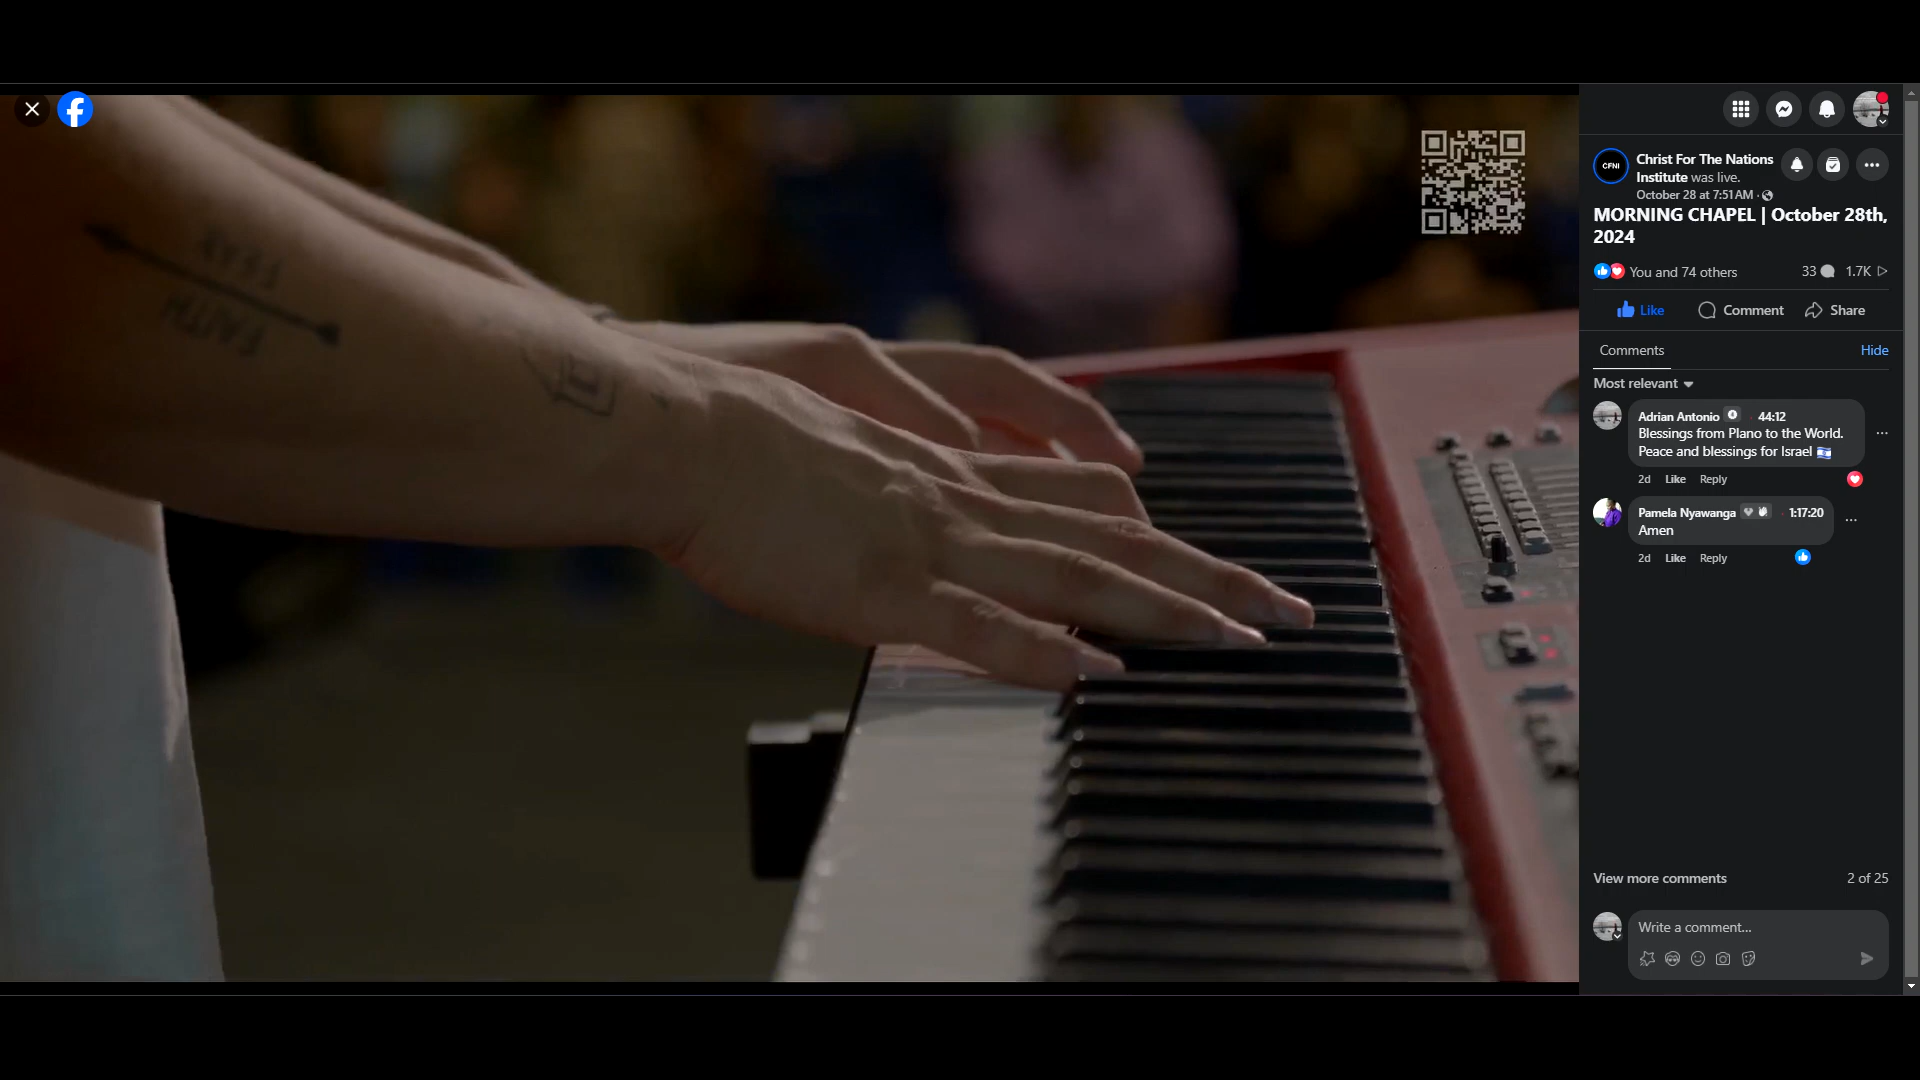 FEAR
FAITH
CFNI
Christ For The Nations
Institute was live.
October 28 at 7:51 AM ·
MORNING CHAPEL | October 28th,
2024
You and 74 others
33
1.7K
Like
Comment
Share
Comments
Hide
Most relevant
Adrian Antonio
44:12
Blessings from Plano to the World.
Peace and blessings for Israel 🇮🇱
2d Like Reply
Pamela Nyawanga
· 1:17:20
Amen
2d Like Reply
View more comments
2 of 25
Write a comment...